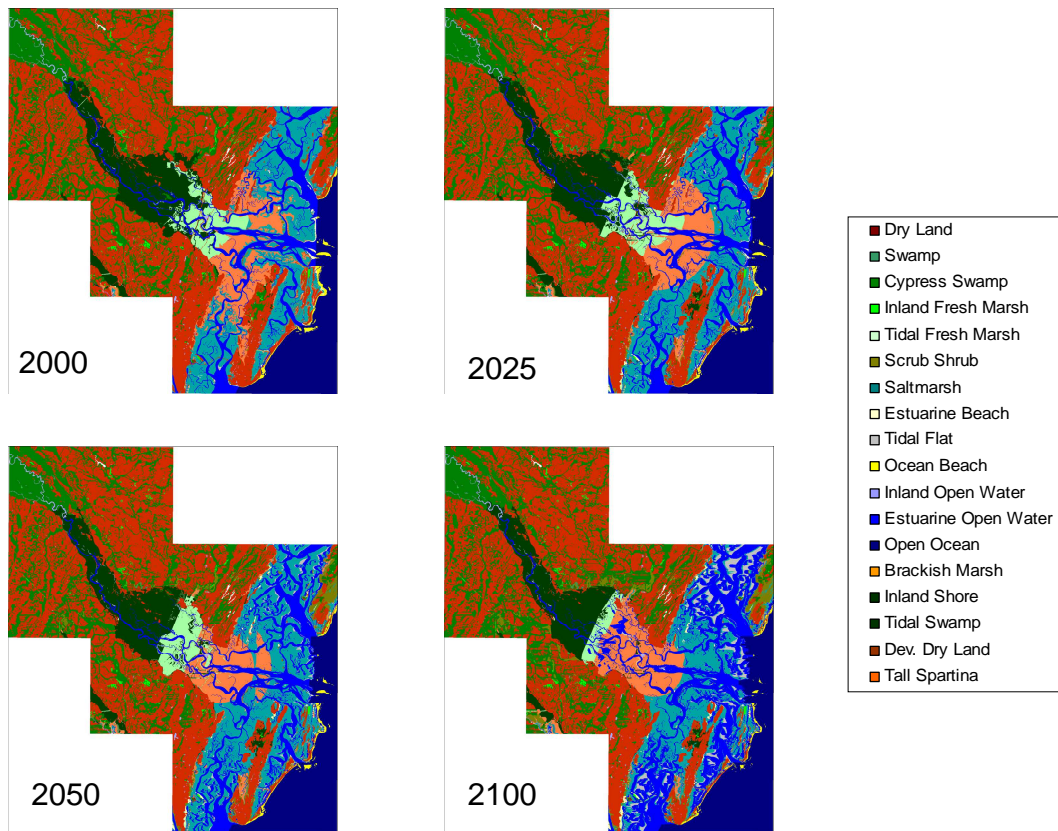 2000
2025
2050
2100
Dry Land
Swamp
Cypress Swamp
Inland Fresh Marsh
Tidal Fresh Marsh
Scrub Shrub
Saltmarsh
Estuarine Beach
Tidal Flat
Ocean Beach
Inland Open Water
Estuarine Open Water
Open Ocean
Brackish Marsh
Inland Shore
Tidal Swamp
Dev. Dry Land
Tall Spartina